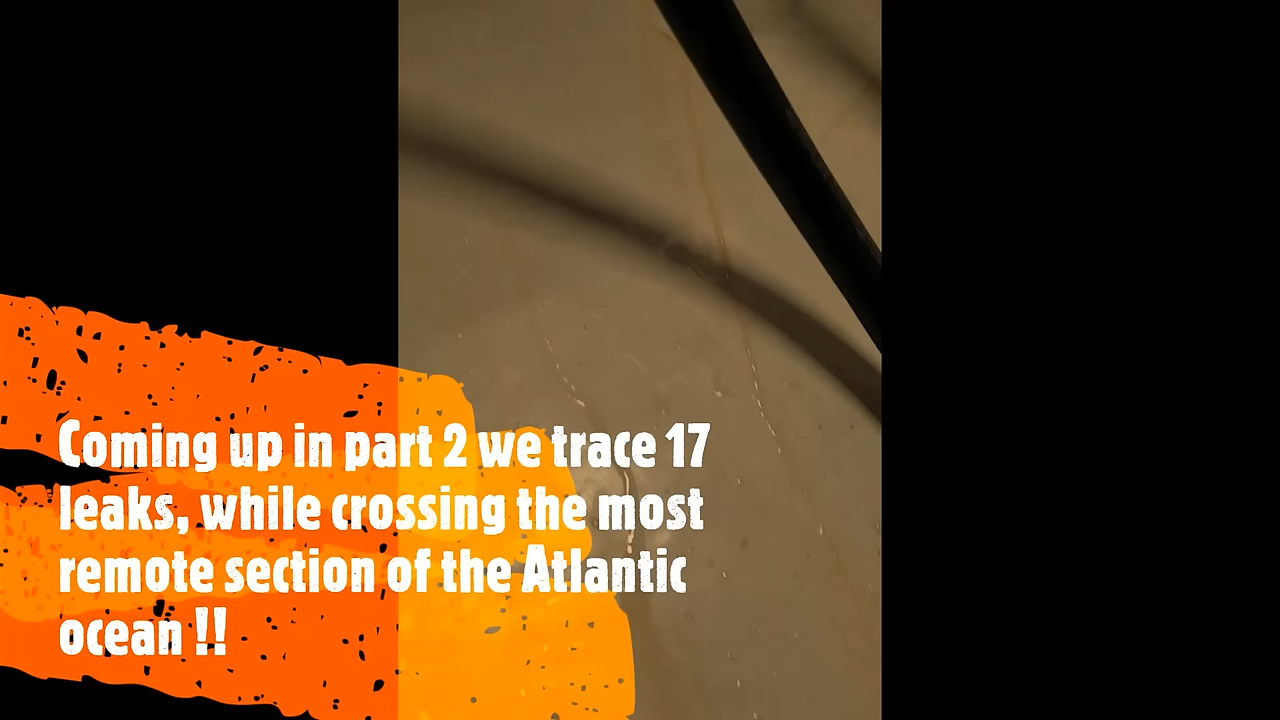 Coming up in part 2 we trace 17
leaks, while crossing the most
remote section of the Atlantic
ocean !!